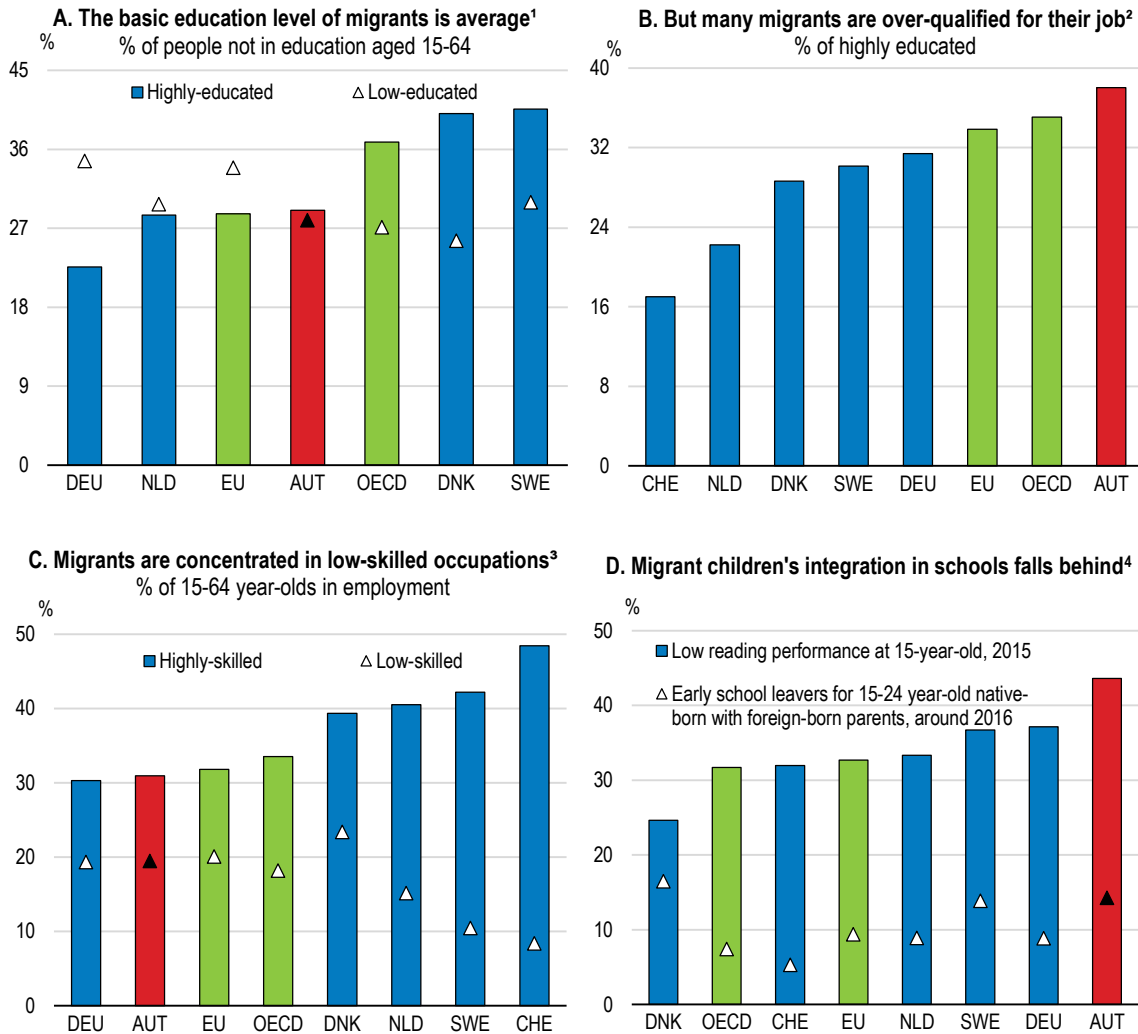 A. The basic education level of migrants is average¹
% of people not in education aged 15-64
%
45
36
27
18
9
0
Highly-educated
Low-educated
DEU NLD EU AUT OECD DNK SWE
B. But many migrants are over-qualified for their job²
% of highly educated
%
40
32
24
16
8
0
CHE NLD DNK SWE DEU EU OECD AUT
C. Migrants are concentrated in low-skilled occupations³
% of 15-64 year-olds in employment
%
50
40
30
20
10
0
Highly-skilled
Low-skilled
DEU AUT EU OECD DNK NLD SWE CHE
D. Migrant children's integration in schools falls behind⁴
%
50
40
30
20
10
0
Low reading performance at 15-year-old, 2015
Early school leavers for 15-24 year-old native-
born with foreign-born parents, around 2016
DNK OECD CHE EU NLD SWE DEU AUT